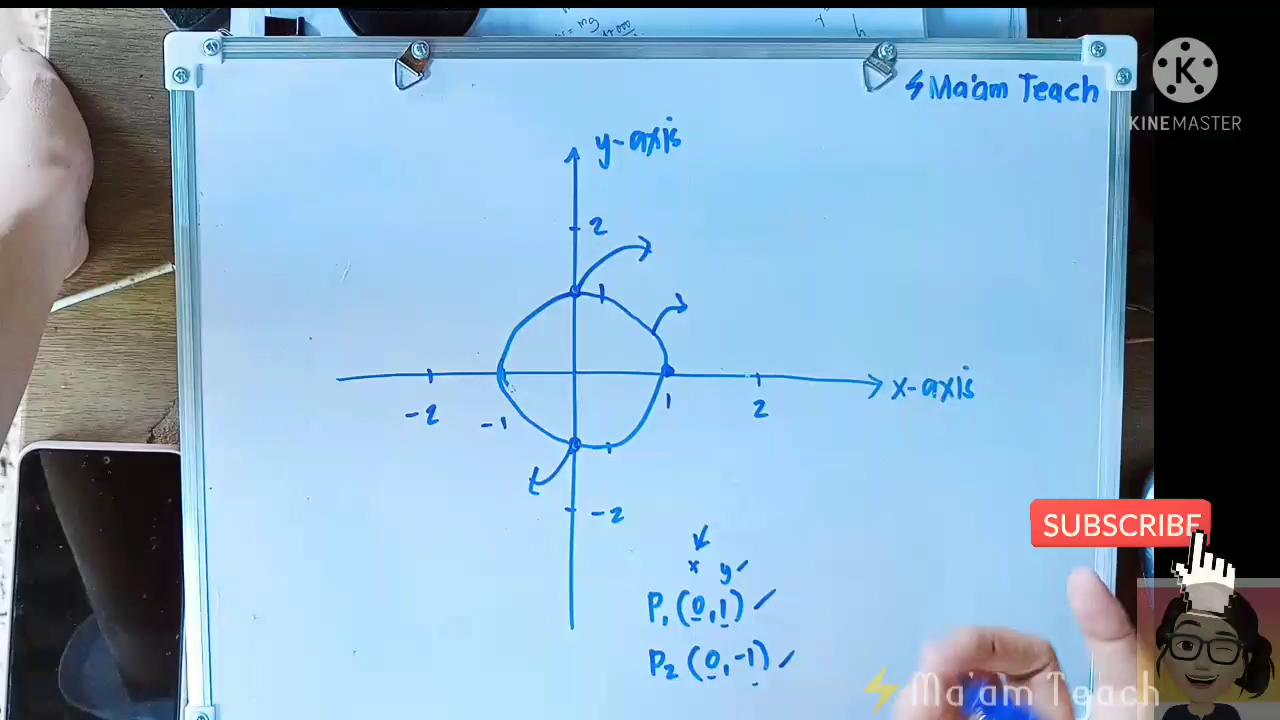 Ma'am Teach
KINEMASTER
y-axis
2
1
x-axis
-2
-1
1
2
-2
SUBSCRIBE
x y
P₁ (0,1)
P₂ (0,-1)
Ma'am Teach